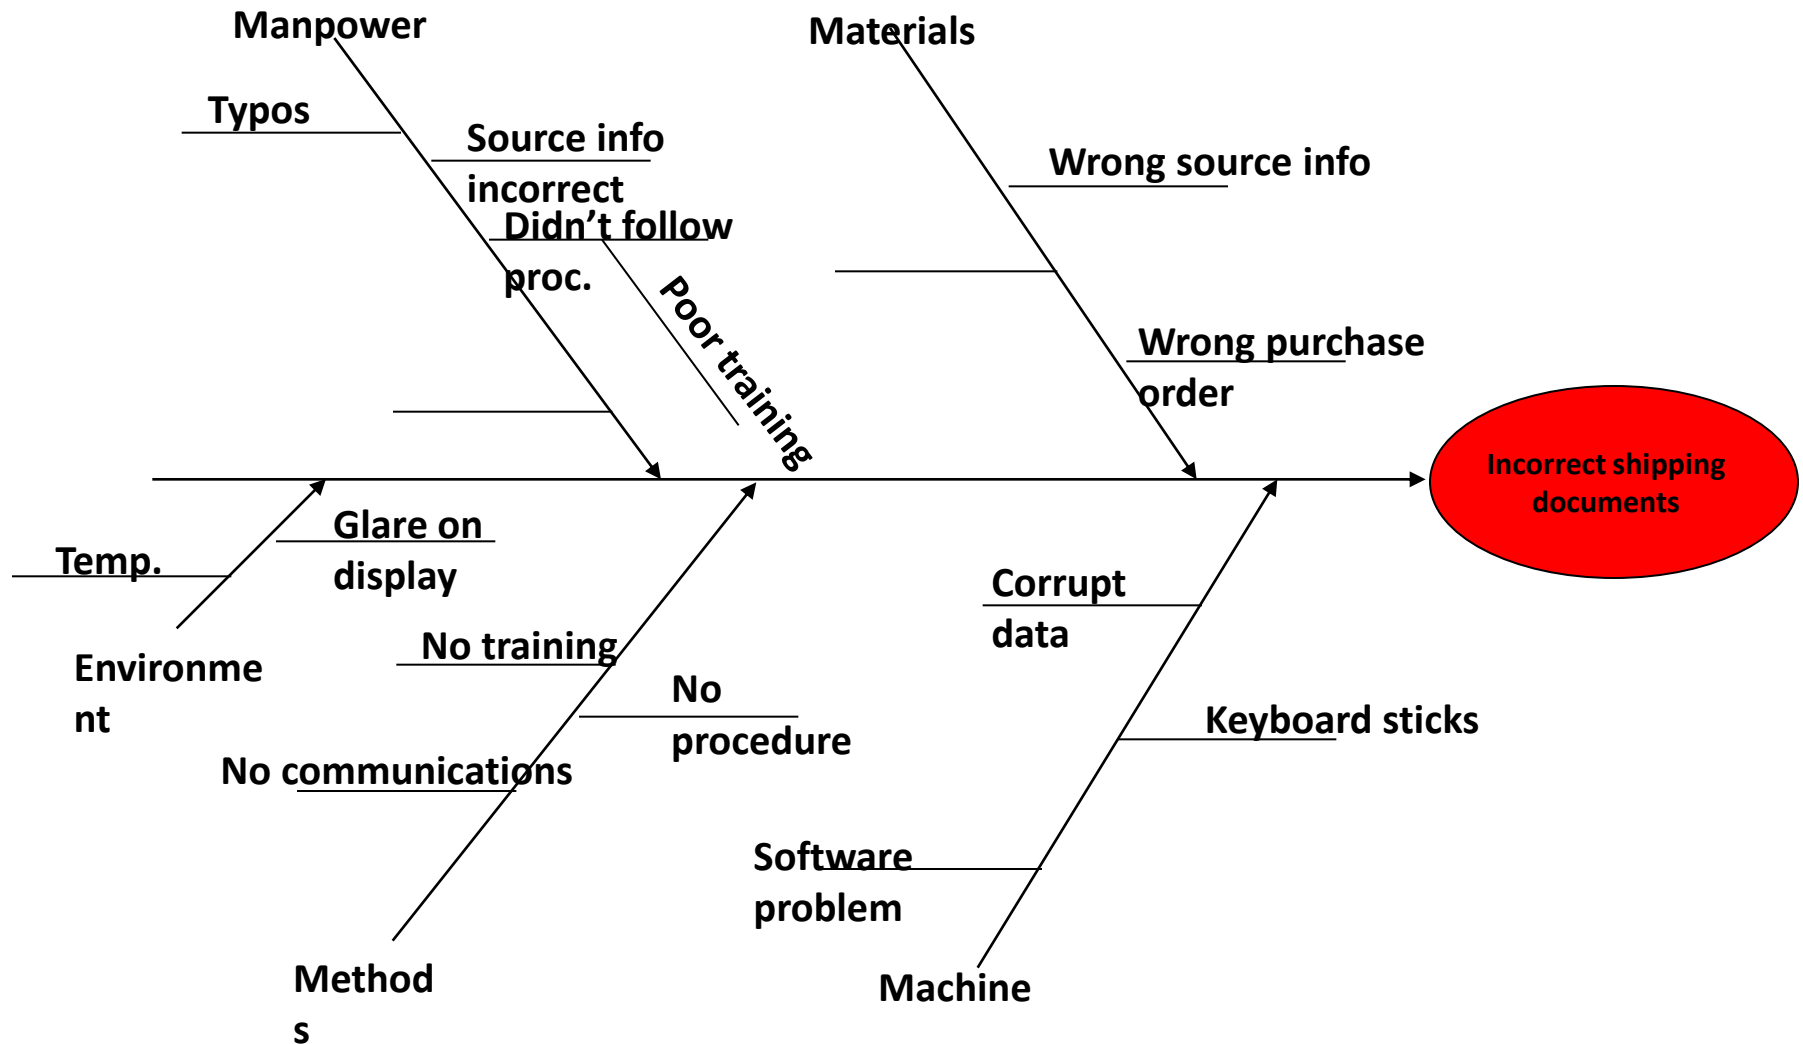 Manpower
Materials
Typos
Source info
incorrect
Didn’t follow
proc.
Poor training
Wrong source info
Wrong purchase
order
Incorrect shipping
documents
Glare on
display
Temp.
Environme
nt
No training
No
procedure
No communications
Method
s
Corrupt
data
Keyboard sticks
Software
problem
Machine